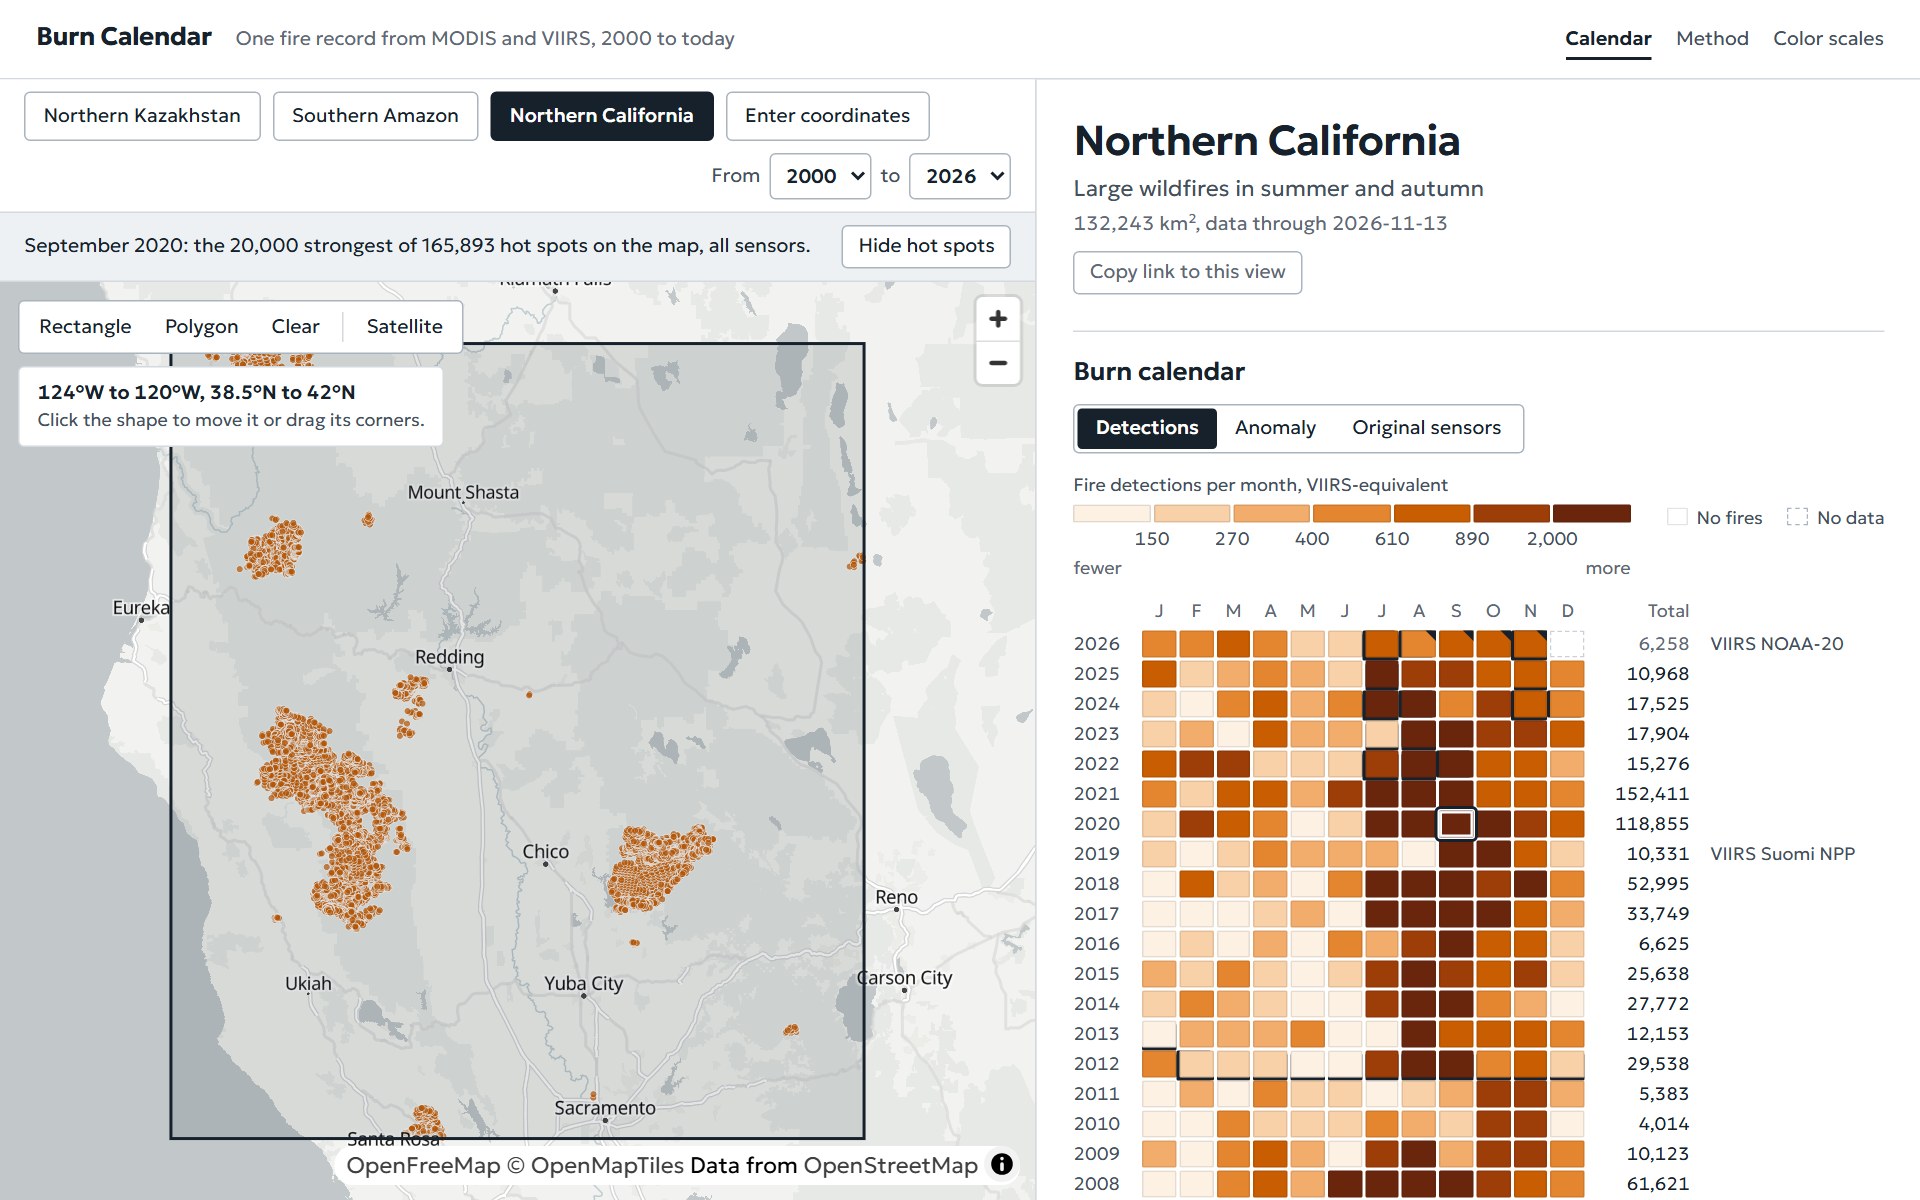 Burn Calendar One fire record from MODIS and VIIRS, 2000 to today
Calendar Method Color scales
Northern Kazakhstan Southern Amazon Northern California Enter coordinates
From 2000 to 2026
September 2020: the 20,000 strongest of 165,893 hot spots on the map, all sensors. Hide hot spots
Klamath Falls
Rectangle Polygon Clear Satellite
124°W to 120°W, 38.5°N to 42°N
Click the shape to move it or drag its corners.
+
−
Mount Shasta
Eureka
Redding
Chico
Reno
Ukiah
Yuba City
Carson City
Sacramento
Santa Rosa
OpenFreeMap © OpenMapTiles Data from OpenStreetMap
Northern California
Large wildfires in summer and autumn
132,243 km², data through 2026-11-13
Copy link to this view
Burn calendar
Detections Anomaly Original sensors
Fire detections per month, VIIRS-equivalent
150 270 400 610 890 2,000
No fires No data
fewer more
J F M A M J J A S O N D Total
2026 6,258 VIIRS NOAA-20
2025 10,968
2024 17,525
2023 17,904
2022 15,276
2021 152,411
2020 118,855
2019 10,331 VIIRS Suomi NPP
2018 52,995
2017 33,749
2016 6,625
2015 25,638
2014 27,772
2013 12,153
2012 29,538
2011 5,383
2010 4,014
2009 10,123
2008 61,621